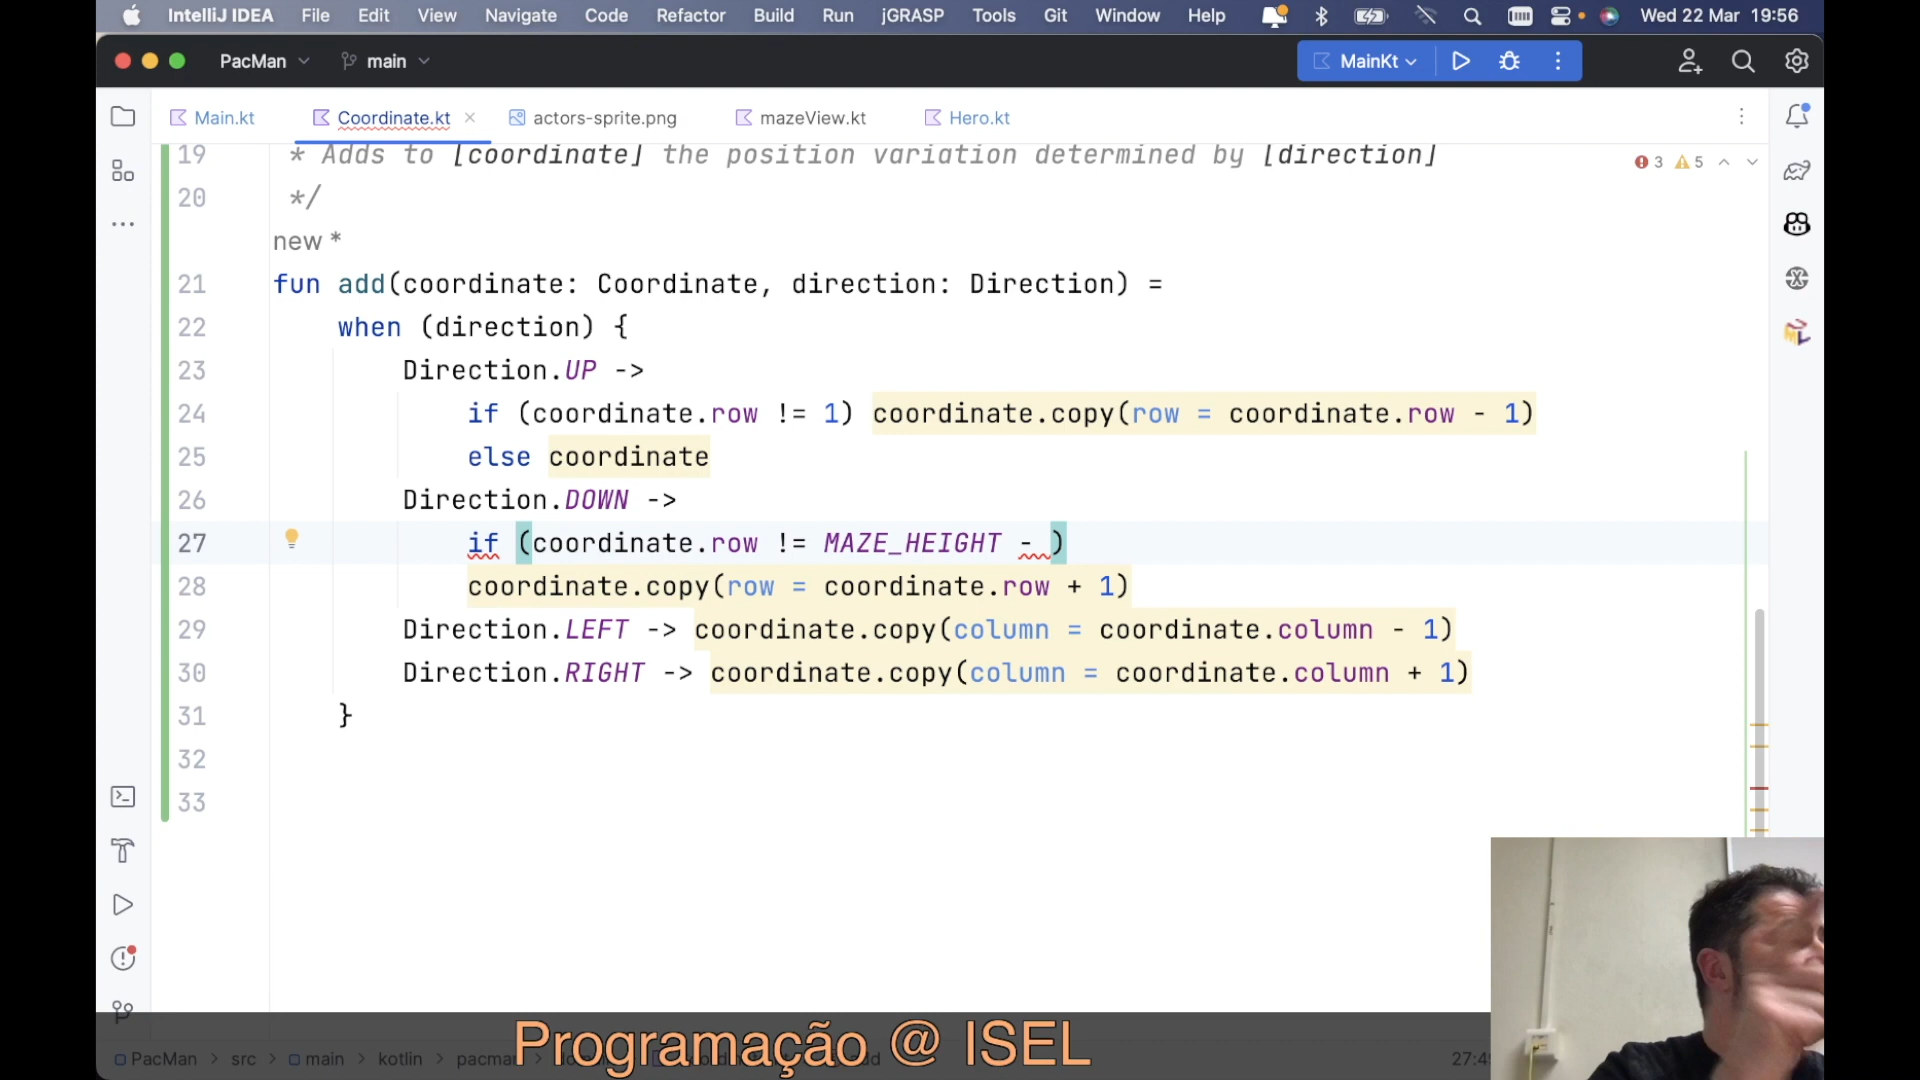 IntelliJ IDEA File Edit View Navigate Code Refactor Build Run jGRASP Tools Git Window Help Wed 22 Mar 19:56
PacMan main MainKt
Main.kt Coordinate.kt actors-sprite.png mazeView.kt Hero.kt
19 * Adds to [coordinate] the position variation determined by [direction]
3 5
20 */
new *
21 fun add(coordinate: Coordinate, direction: Direction) =
22 when (direction) {
23 Direction.UP ->
24 if (coordinate.row != 1) coordinate.copy(row = coordinate.row - 1)
25 else coordinate
26 Direction.DOWN ->
27 if (coordinate.row != MAZE_HEIGHT - )
28 coordinate.copy(row = coordinate.row + 1)
29 Direction.LEFT -> coordinate.copy(column = coordinate.column - 1)
30 Direction.RIGHT -> coordinate.copy(column = coordinate.column + 1)
31 }
32
33
Programação @ ISEL
PacMan > src > main > kotlin > pacman